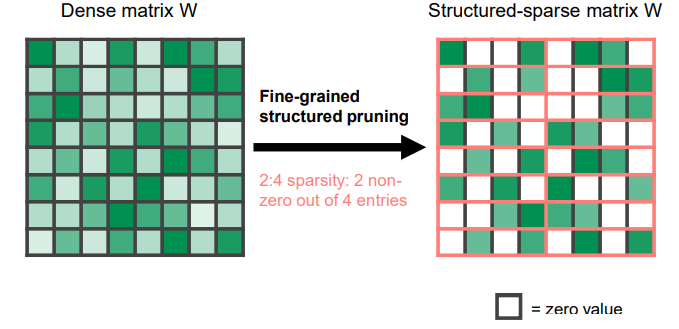 Dense matrix W
Structured-sparse matrix W
Fine-grained
structured pruning
2:4 sparsity: 2 non-
zero out of 4 entries
= zero value